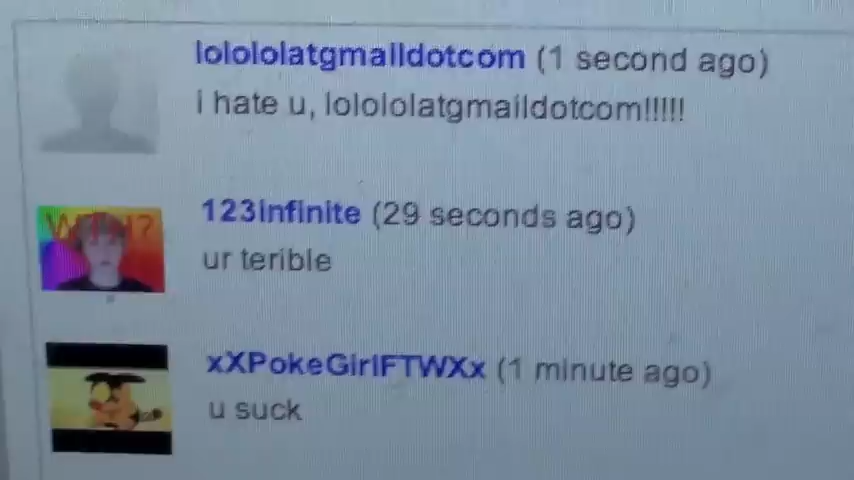 lolololatgmaildotcom (1 second ago)
i hate u, lolololatgmaildotcom!!!!!
123infinite (29 seconds ago)
ur terible
xXPokeGirlFTWXx (1 minute ago)
u suck